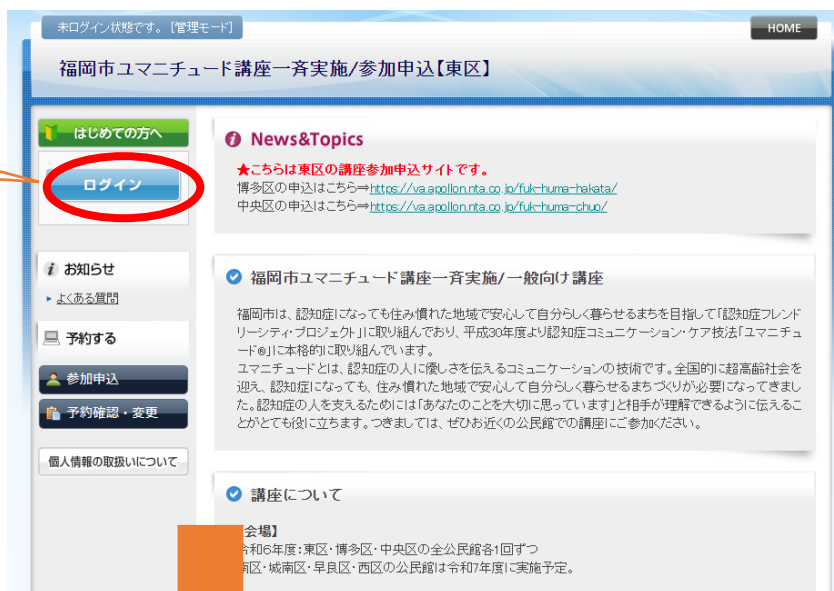 未ログイン状態です。[管理モード]
HOME
福岡市ユマニチュード講座一斉実施/参加申込【東区】
はじめての方へ
ログイン
お知らせ
よくある質問
予約する
参加申込
予約確認・変更
個人情報の取扱いについて
News&Topics
★こちらは東区の講座参加申込サイトです。
博多区の申込はこちら⇒https://va.apollon.nta.co.jp/fuk-huma-hakata/
中央区の申込はこちら⇒https://va.apollon.nta.co.jp/fuk-huma-chuo/
福岡市ユマニチュード講座一斉実施/一般向け講座
福岡市は、認知症になっても住み慣れた地域で安心して自分らしく暮らせるまちを目指して「認知症フレンド
リーシティ・プロジェクト」に取り組んでおり、平成30年度より認知症コミュニケーション・ケア技法「ユマニチュ
ード®」に本格的に取り組んでいます。
ユマニチュードとは、認知症の人に優しさを伝えるコミュニケーションの技術です。全国的に超高齢社会を
迎え、認知症になっても、住み慣れた地域で安心して自分らしく暮らせるまちづくりが必要になってきまし
た。認知症の人を支えるためには「あなたのことを大切に思っています」と相手が理解できるように伝えるこ
とがとても役に立ちます。つきましては、ぜひお近くの公民館での講座にご参加ください。
講座について
会場】
和6年度:東区・博多区・中央区の全公民館各1回ずつ
南区・城南区・早良区・西区の公民館は令和7年度に実施予定。